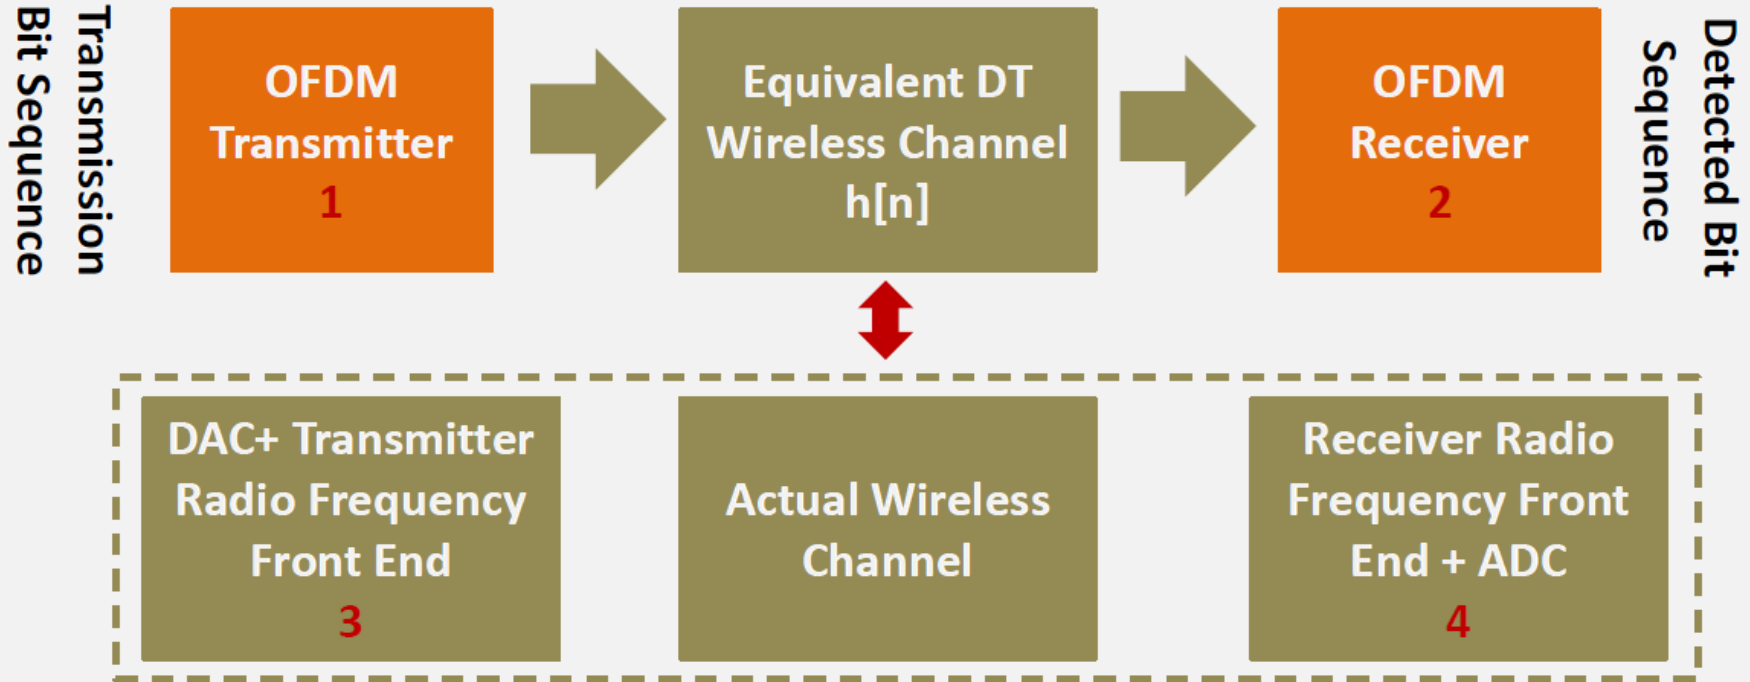 Transmission
Bit Sequence
OFDM
Transmitter
1
Equivalent DT
Wireless Channel
h[n]
OFDM
Receiver
2
Detected Bit
Sequence
DAC+ Transmitter
Radio Frequency
Front End
3
Actual Wireless
Channel
Receiver Radio
Frequency Front
End + ADC
4